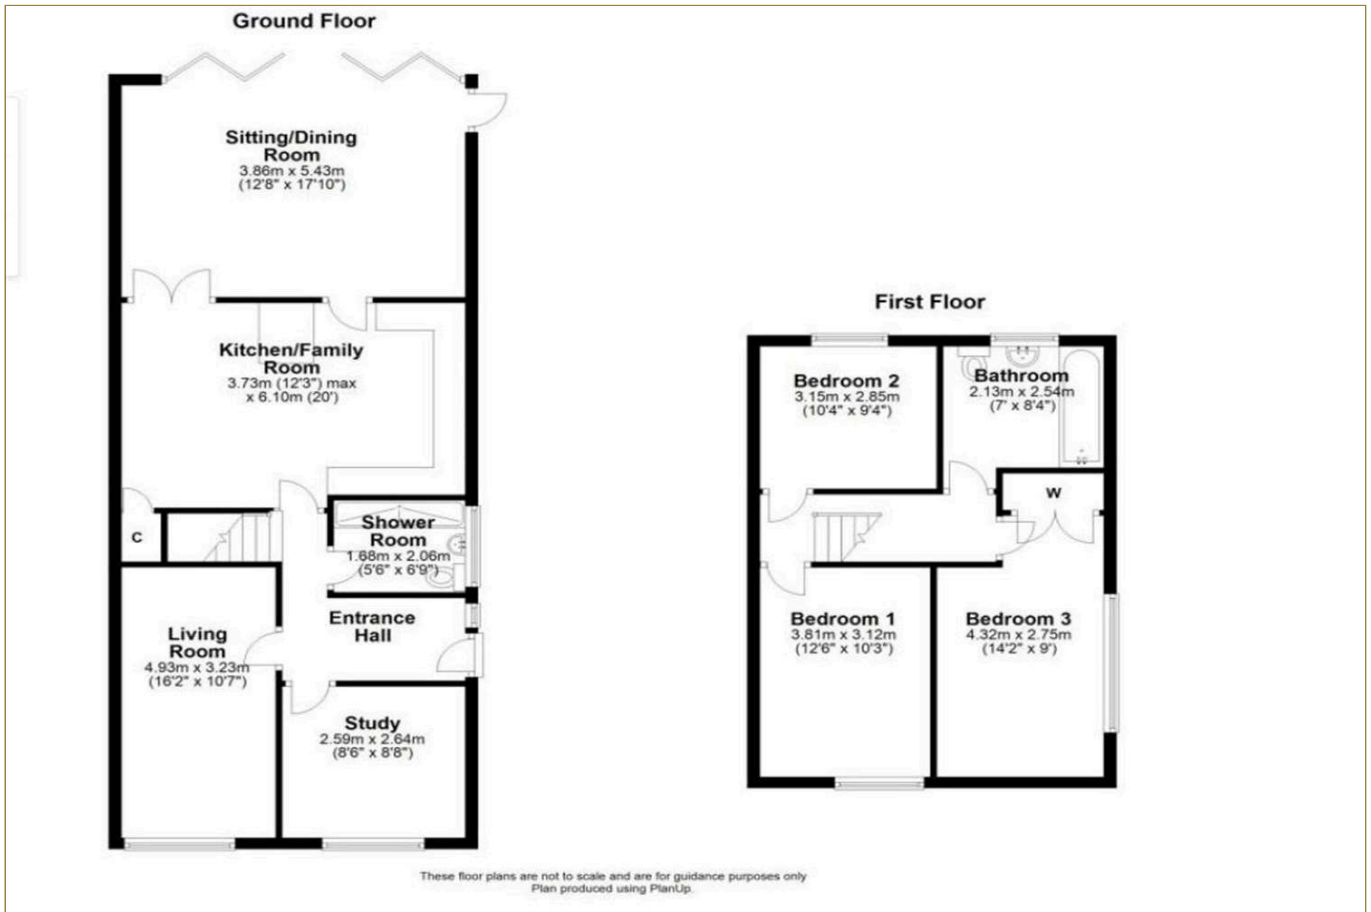 Ground Floor
Sitting/Dining
Room
3.86m x 5.43m
(12'8" x 17'10")
Kitchen/Family
Room
3.73m (12'3") max
x 6.10m (20')
C
Shower
Room
1.68m x 2.06m
(5'6" x 6'9")
Entrance
Hall
Living
Room
4.93m x 3.23m
(16'2" x 10'7")
Study
2.59m x 2.64m
(8'6" x 8'8")
First Floor
Bedroom 2
3.15m x 2.85m
(10'4" x 9'4")
Bathroom
2.13m x 2.54m
(7' x 8'4")
W
Bedroom 1
3.81m x 3.12m
(12'6" x 10'3")
Bedroom 3
4.32m x 2.75m
(14'2" x 9')
These floor plans are not to scale and are for guidance purposes only
Plan produced using PlanUp.